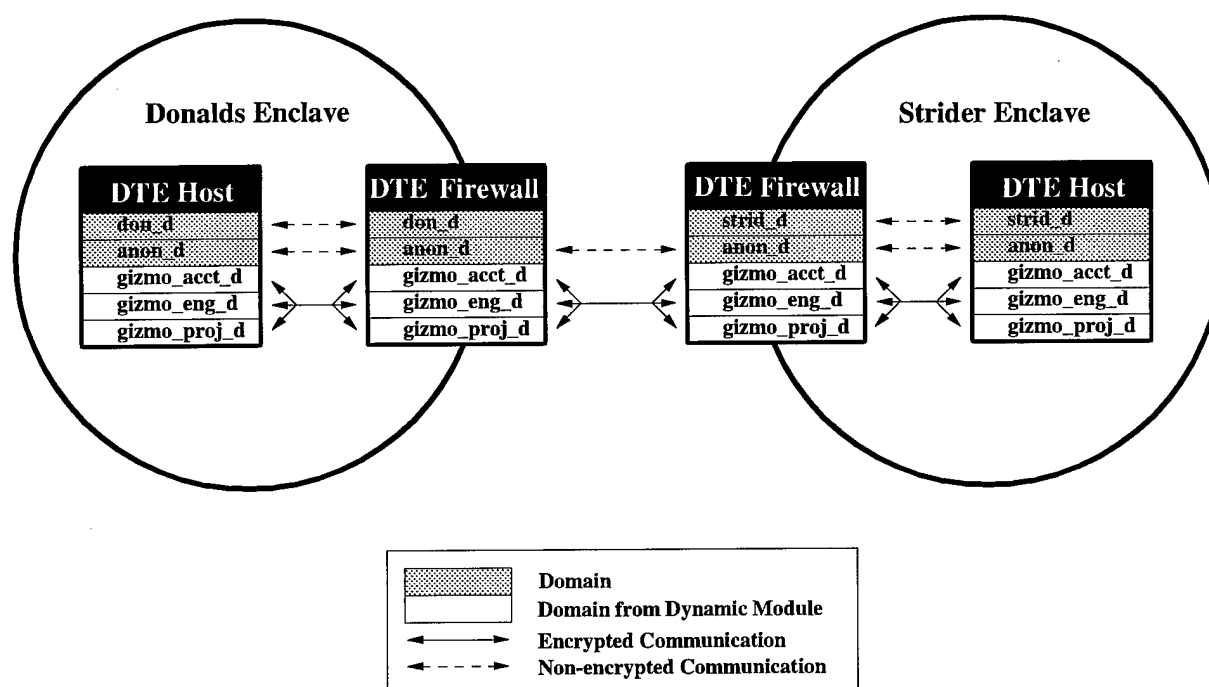 Donalds Enclave
Strider Enclave
DTE Host
don_d
anon_d
gizmo_acct_d
gizmo_eng_d
gizmo_proj_d
DTE Firewall
don_d
anon_d
gizmo_acct_d
gizmo_eng_d
gizmo_proj_d
DTE Firewall
strid_d
anon_d
gizmo_acct_d
gizmo_eng_d
gizmo_proj_d
DTE Host
strid_d
anon_d
gizmo_acct_d
gizmo_eng_d
gizmo_proj_d
Domain
Domain from Dynamic Module
Encrypted Communication
Non-encrypted Communication